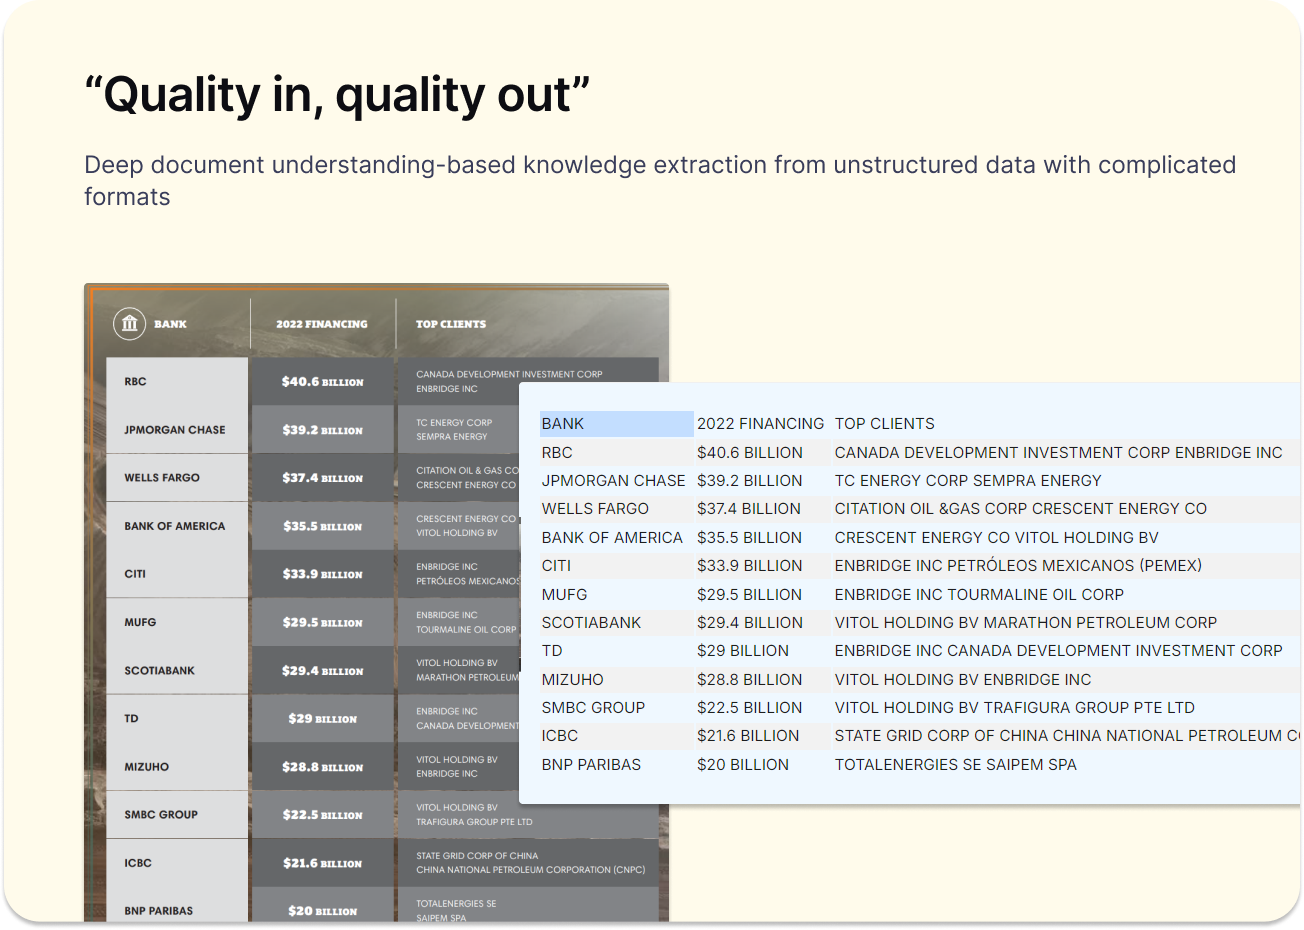 “Quality in, quality out”
Deep document understanding-based knowledge extraction from unstructured data with complicated
formats
BANK 2022 FINANCING TOP CLIENTS
RBC $40.6 BILLION CANADA DEVELOPMENT INVESTMENT CORP
ENBRIDGE INC
JPMORGAN CHASE $39.2 BILLION TC ENERGY CORP
SEMPRA ENERGY
WELLS FARGO $37.4 BILLION CITATION OIL & GAS CO
CRESCENT ENERGY CO
BANK OF AMERICA $35.5 BILLION CRESCENT ENERGY CO
VITOL HOLDING BV
CITI $33.9 BILLION ENBRIDGE INC
PETRÓLEOS MEXICANOS
MUFG $29.5 BILLION ENBRIDGE INC
TOURMALINE OIL CORP
SCOTIABANK $29.4 BILLION VITOL HOLDING BV
MARATHON PETROLEUM
TD $29 BILLION ENBRIDGE INC
CANADA DEVELOPMENT
MIZUHO $28.8 BILLION VITOL HOLDING BV
ENBRIDGE INC
SMBC GROUP $22.5 BILLION VITOL HOLDING BV
TRAFIGURA GROUP PTE LTD
ICBC $21.6 BILLION STATE GRID CORP OF CHINA
CHINA NATIONAL PETROLEUM CORPORATION (CNPC)
BNP PARIBAS $20 BILLION TOTALENERGIES SE
SAIPEM SPA
BANK 2022 FINANCING TOP CLIENTS
RBC $40.6 BILLION CANADA DEVELOPMENT INVESTMENT CORP ENBRIDGE INC
JPMORGAN CHASE $39.2 BILLION TC ENERGY CORP SEMPRA ENERGY
WELLS FARGO $37.4 BILLION CITATION OIL &GAS CORP CRESCENT ENERGY CO
BANK OF AMERICA $35.5 BILLION CRESCENT ENERGY CO VITOL HOLDING BV
CITI $33.9 BILLION ENBRIDGE INC PETRÓLEOS MEXICANOS (PEMEX)
MUFG $29.5 BILLION ENBRIDGE INC TOURMALINE OIL CORP
SCOTIABANK $29.4 BILLION VITOL HOLDING BV MARATHON PETROLEUM CORP
TD $29 BILLION ENBRIDGE INC CANADA DEVELOPMENT INVESTMENT CORP
MIZUHO $28.8 BILLION VITOL HOLDING BV ENBRIDGE INC
SMBC GROUP $22.5 BILLION VITOL HOLDING BV TRAFIGURA GROUP PTE LTD
ICBC $21.6 BILLION STATE GRID CORP OF CHINA CHINA NATIONAL PETROLEUM C
BNP PARIBAS $20 BILLION TOTALENERGIES SE SAIPEM SPA